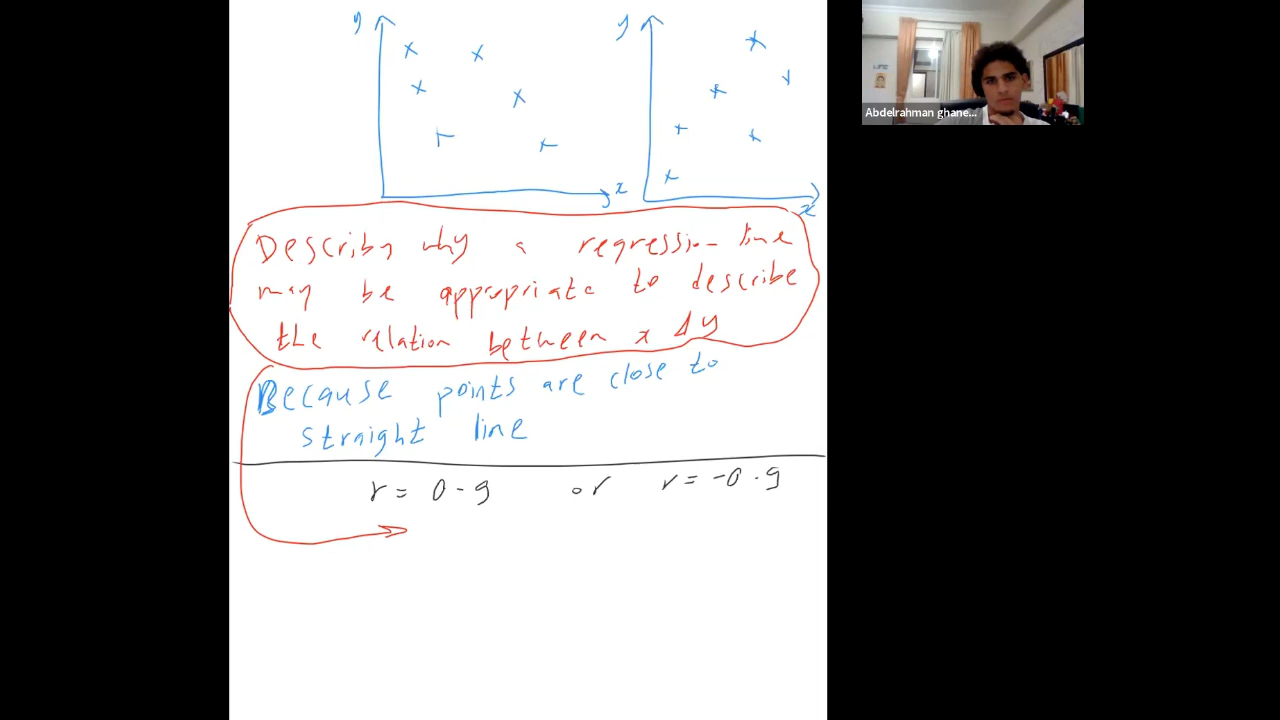 y
y
Abdelrahman ghane...
x
x
Describy why a regression line
may be appropriate to describe
the relation between x & y
Because points are close to
straight line
r = 0.9 or r = -0.9